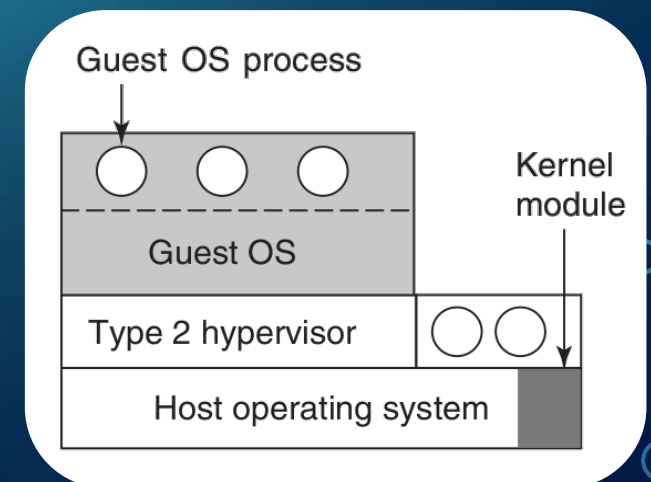 Guest OS process
Kernel
module
Guest OS
Type 2 hypervisor
Host operating system